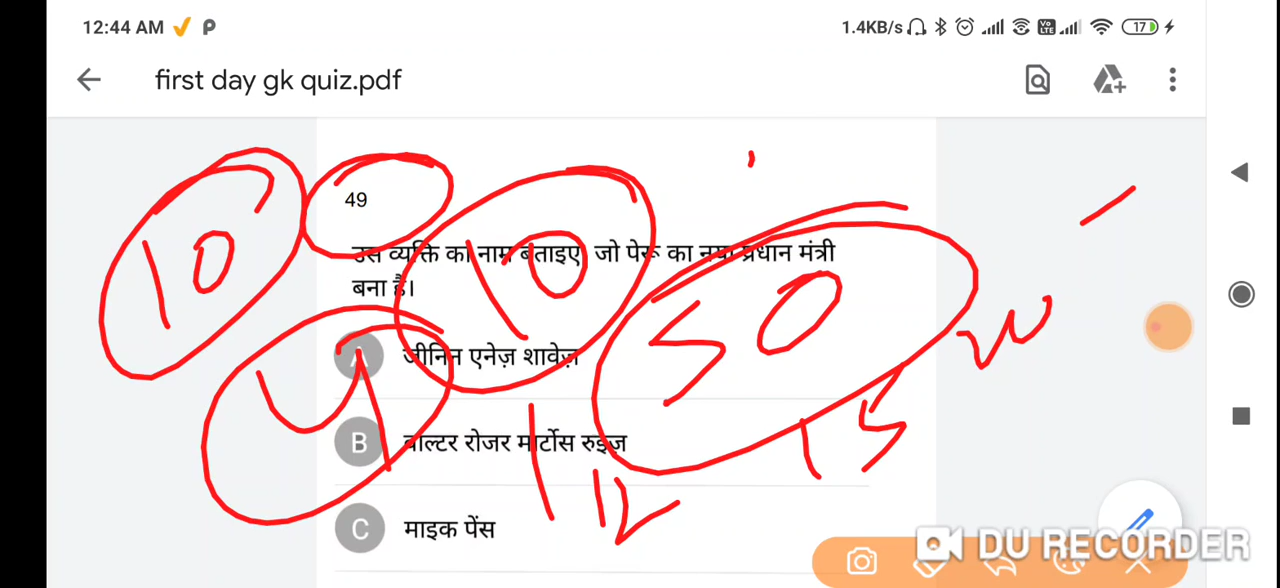 12:44 AM
1.4KB/s
17
first day gk quiz.pdf
49
उस व्यक्ति का नाम बताइए, जो पेरू का नया प्रधान मंत्री
बना है।
A जीनिन एनेज़ शावेज़
B वाल्टर रोजर मार्टोस रुइज़
C माइक पेंस
10
10
50
15
12
DU RECORDER